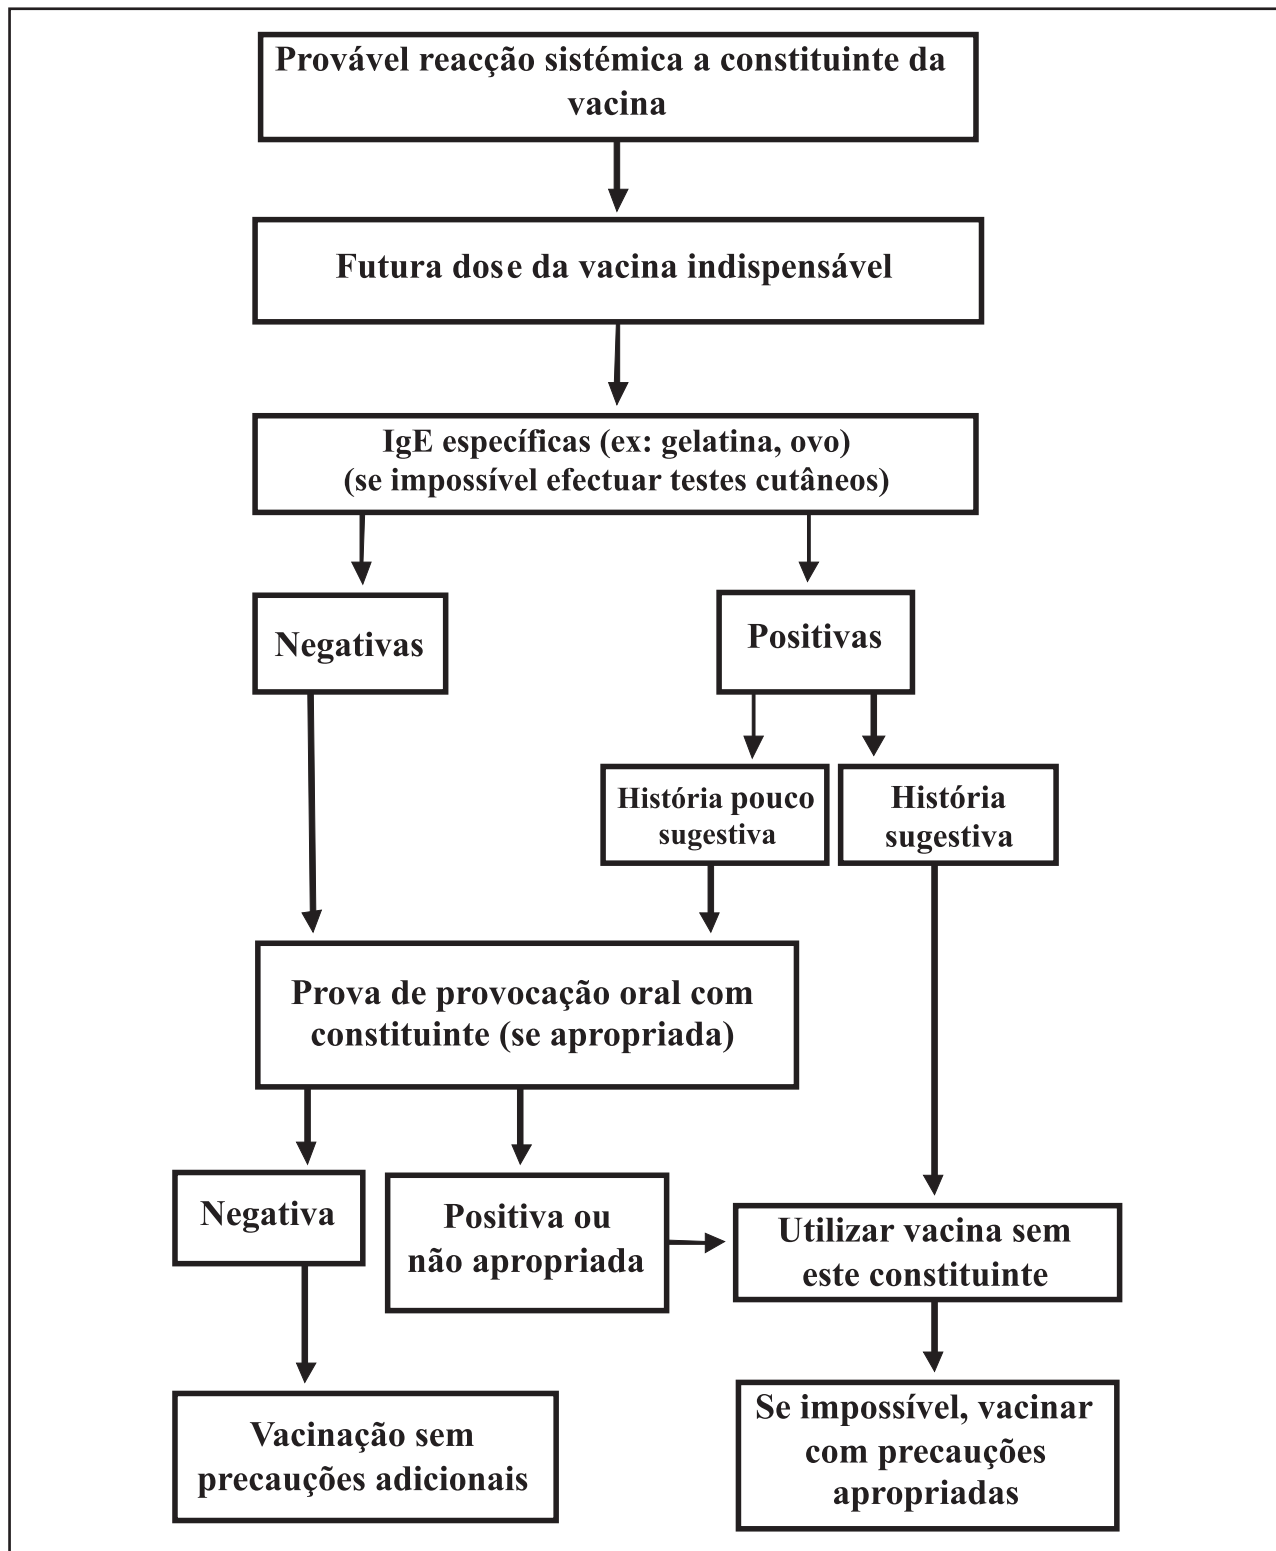 Provável reacção sistémica a constituinte da
vacina
Futura dose da vacina indispensável
IgE específicas (ex: gelatina, ovo)
(se impossível efectuar testes cutâneos)
Negativas
Positivas
História pouco
sugestiva
História
sugestiva
Prova de provocação oral com
constituinte (se apropriada)
Negativa
Positiva ou
não apropriada
Utilizar vacina sem
este constituinte
Vacinação sem
precauções adicionais
Se impossível, vacinar
com precauções
apropriadas